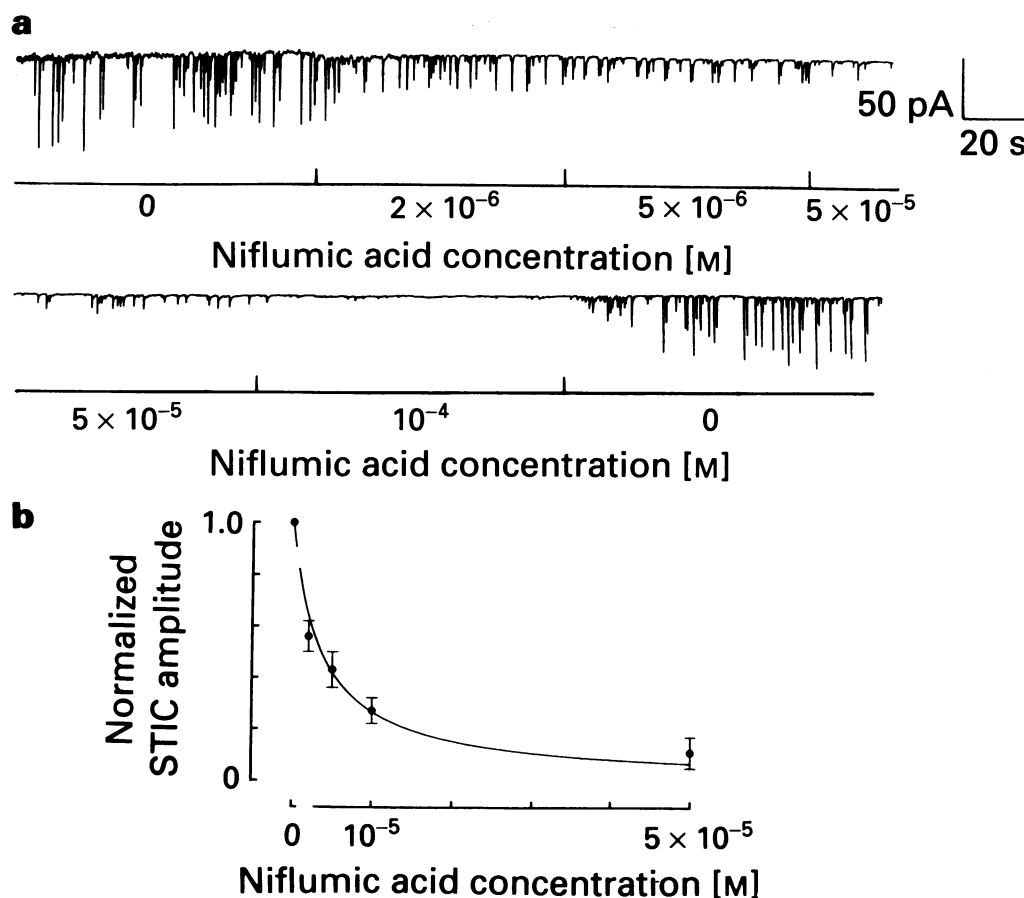 a
50 pA
20 s
0 2 × 10⁻⁶ 5 × 10⁻⁶ 5 × 10⁻⁵
Niflumic acid concentration [M]
5 × 10⁻⁵ 10⁻⁴ 0
Niflumic acid concentration [M]
b
Normalized
STIC amplitude
1.0
0
0 10⁻⁵ 5 × 10⁻⁵
Niflumic acid concentration [M]